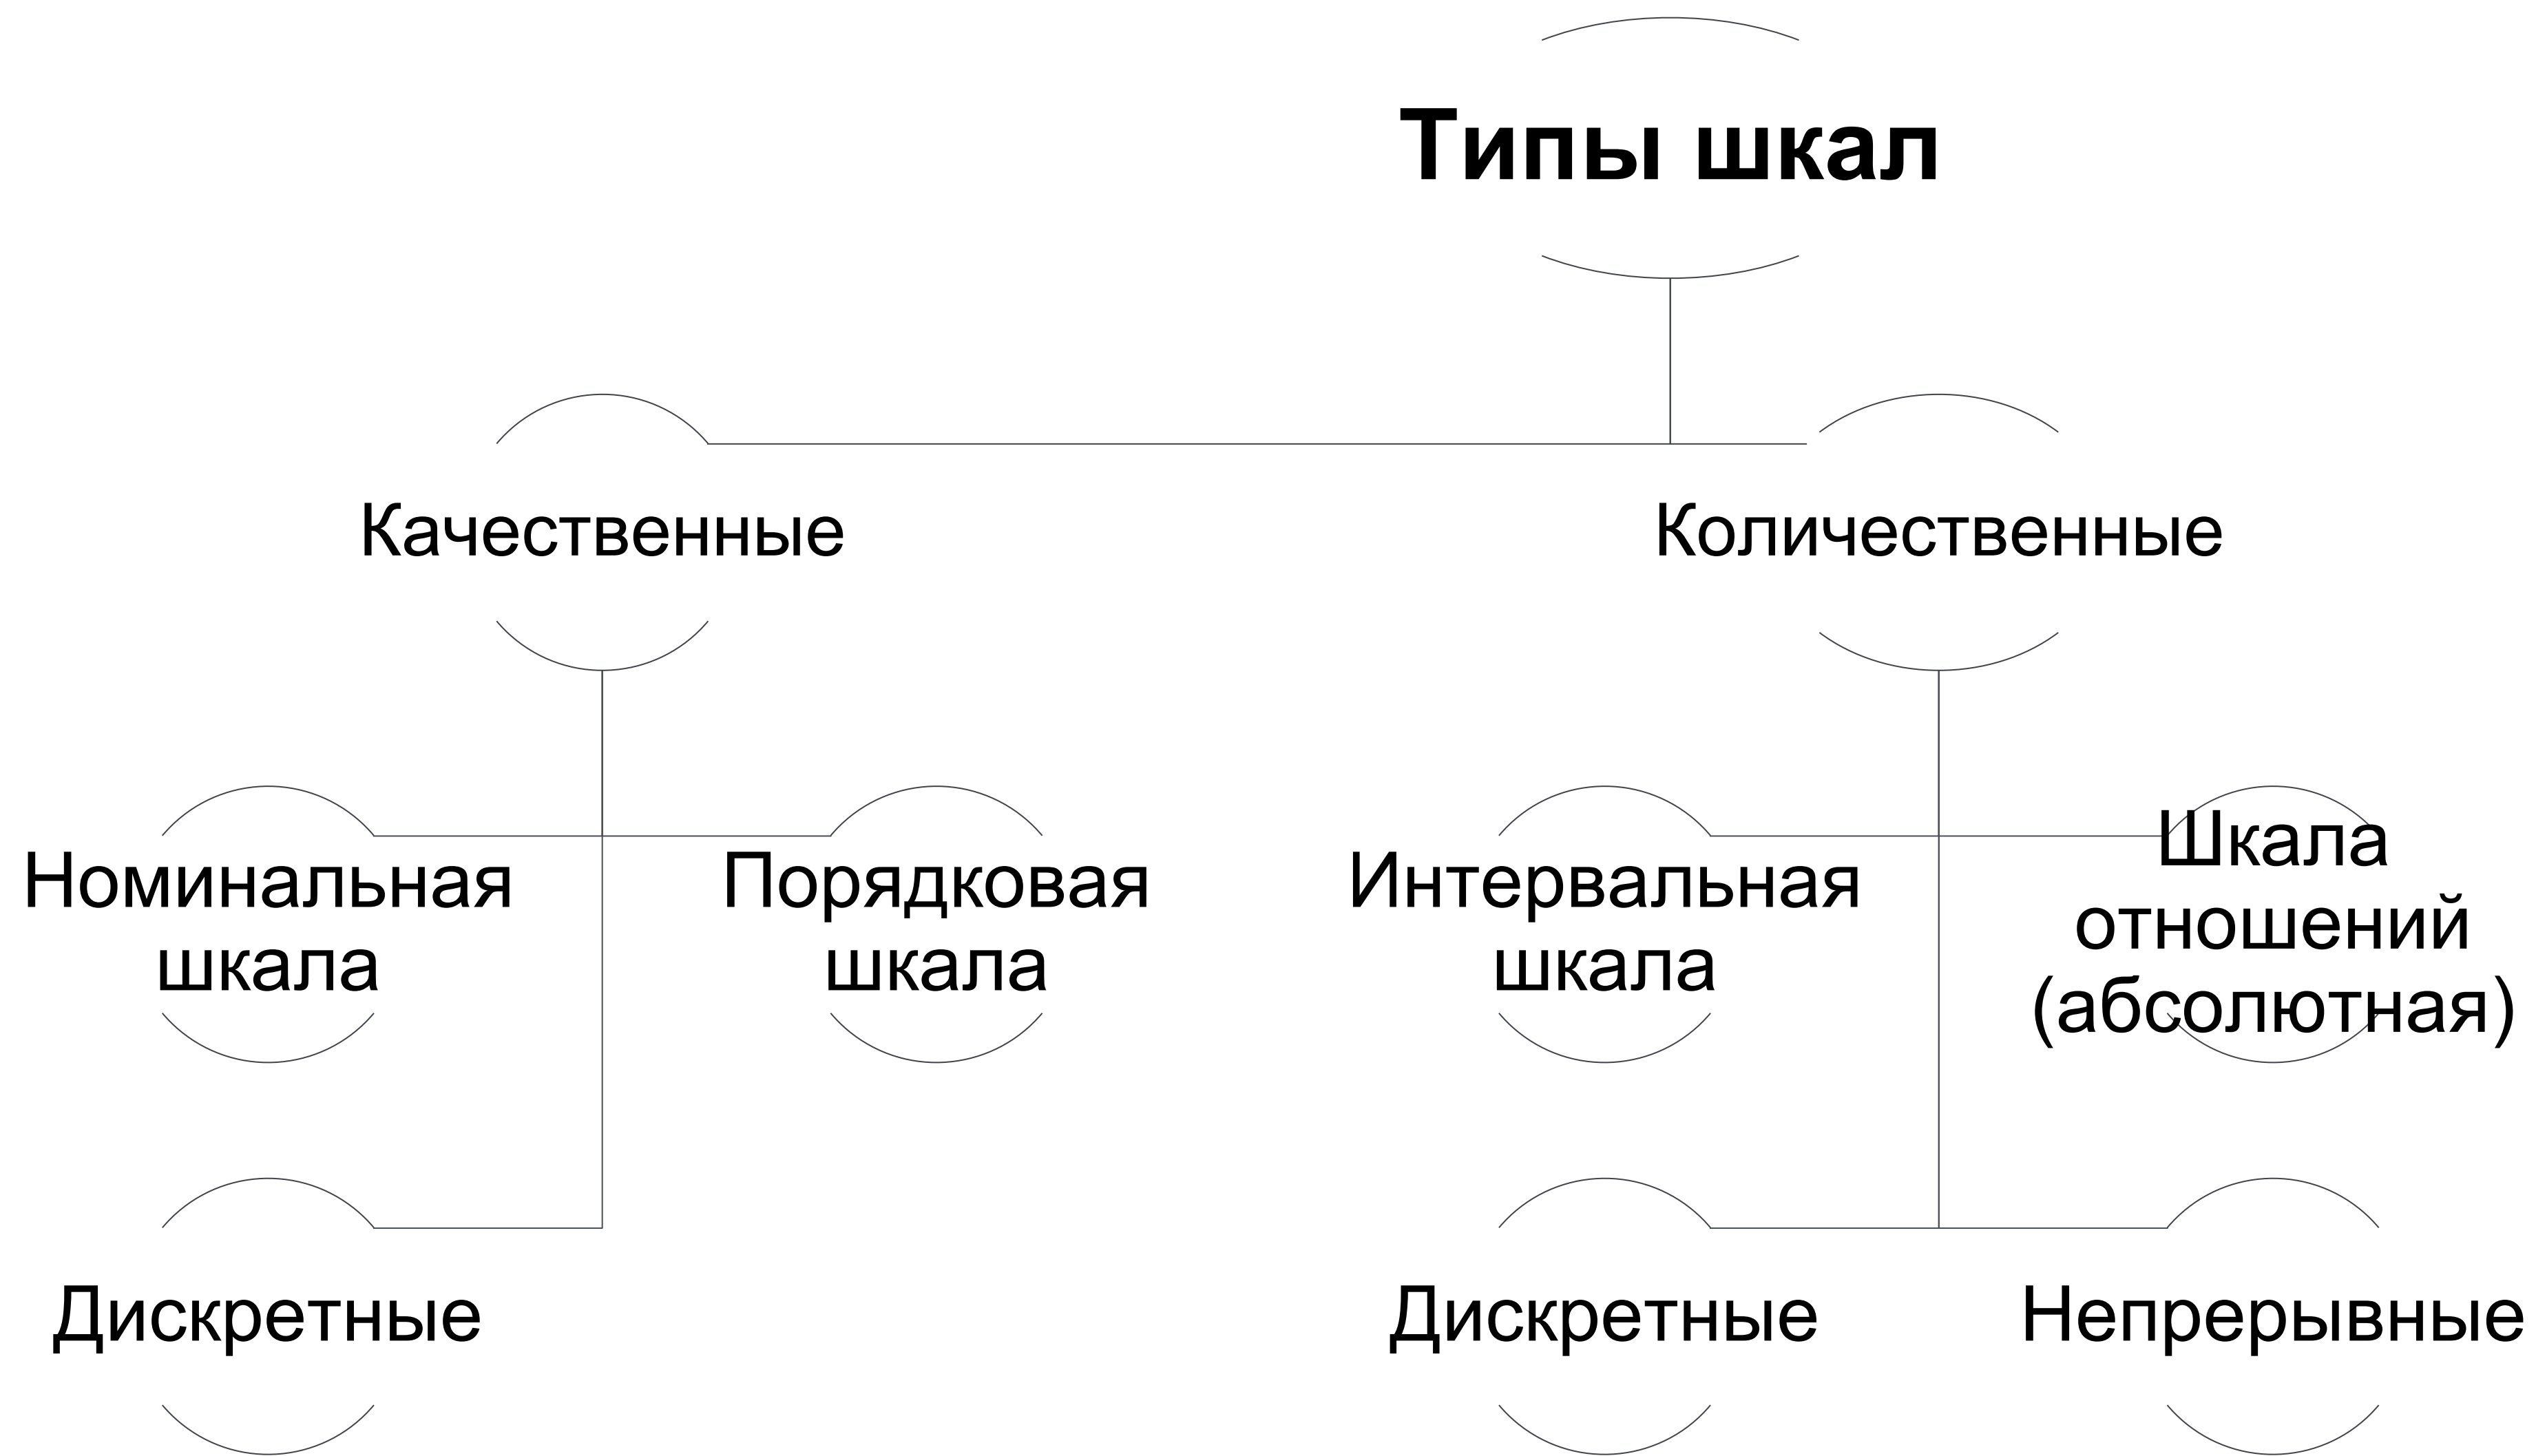 Типы шкал
Качественные
Количественные
Номинальная
шкала
Порядковая
шкала
Интервальная
шкала
Шкала
отношений
(абсолютная)
Дискретные
Дискретные
Непрерывные